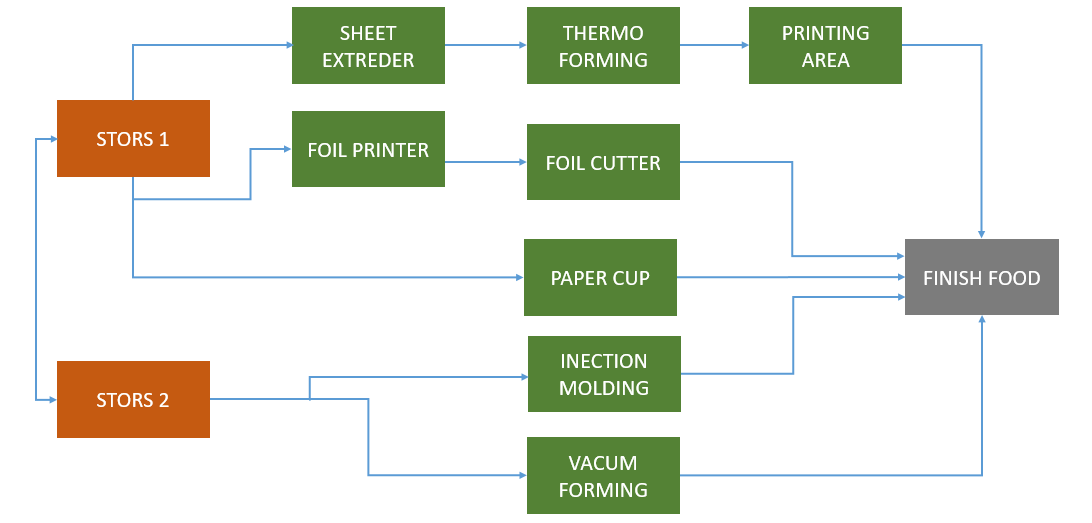 SHEET
EXTREDER
THERMO
FORMING
PRINTING
AREA
STORS 1
FOIL PRINTER
FOIL CUTTER
PAPER CUP
FINISH FOOD
INECTION
MOLDING
STORS 2
VACUM
FORMING